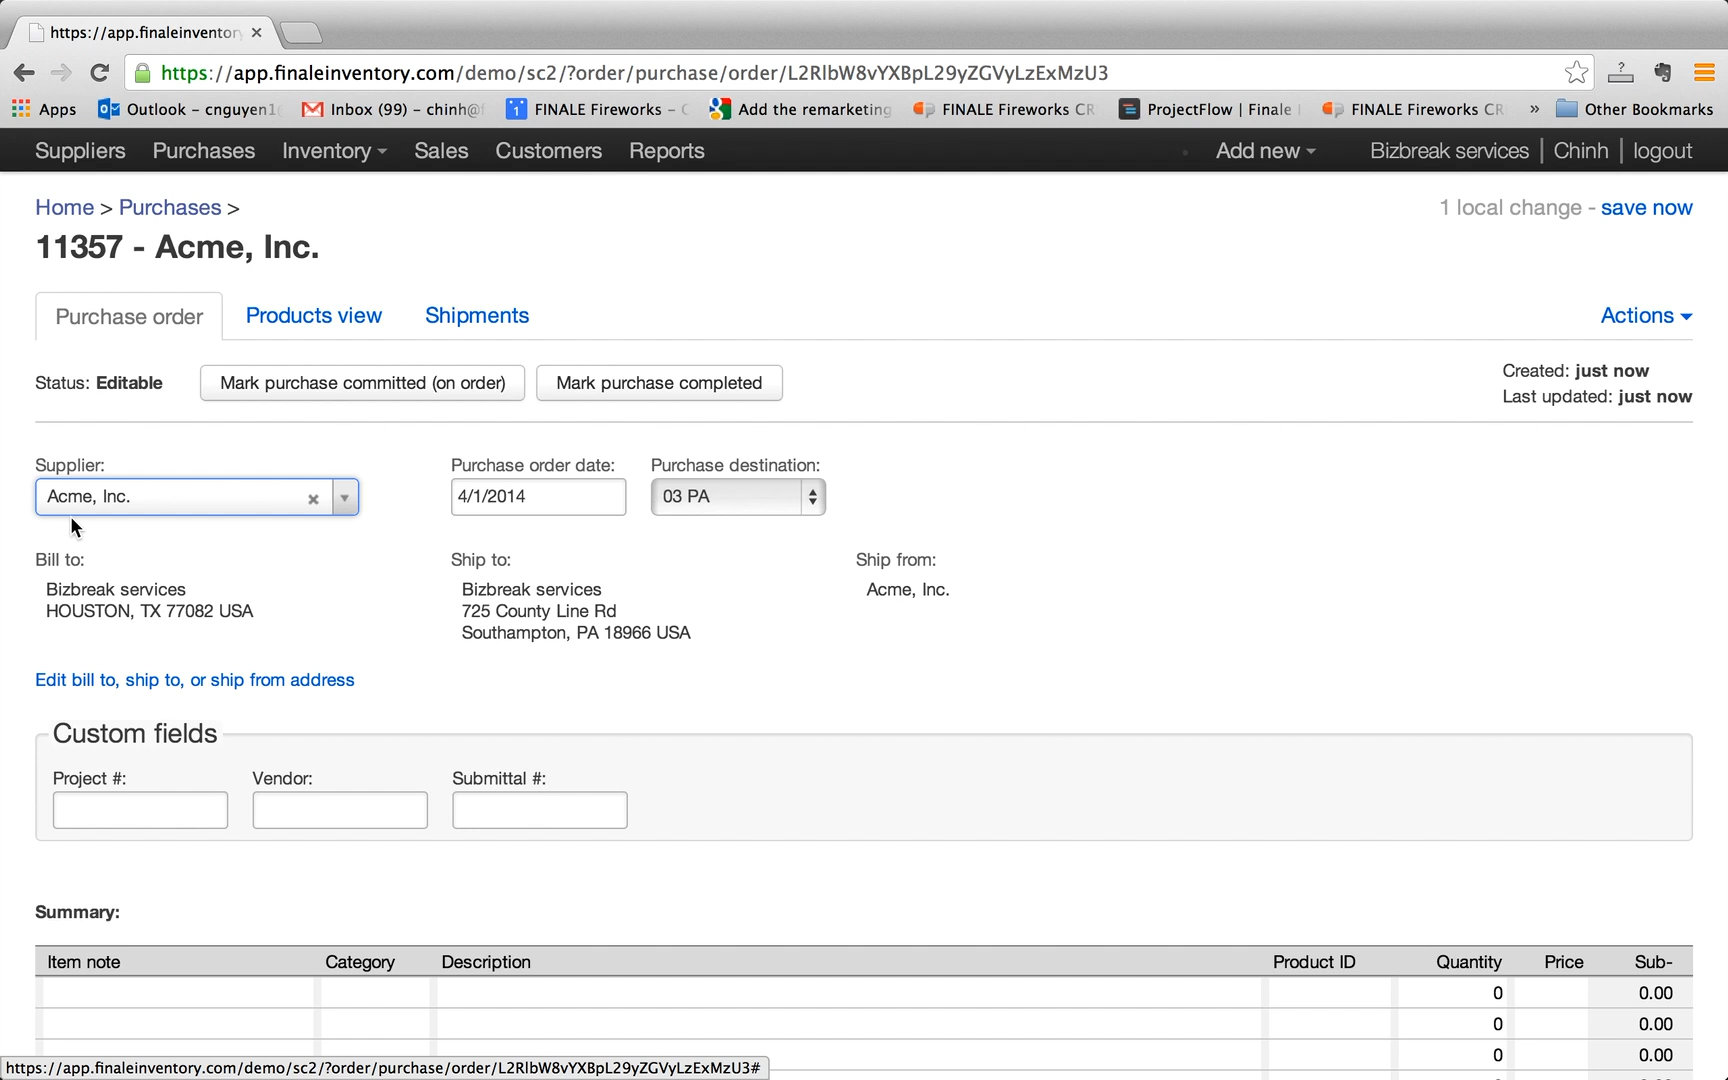 https://app.finaleinventory
https://app.finaleinventory.com/demo/sc2/?order/purchase/order/L2RlbW8vYXBpL29yZGVyLzExMzU3
Apps Outlook – cnguyen1 Inbox (99) – chinh@ FINALE Fireworks – Add the remarketing FINALE Fireworks CR ProjectFlow | Finale FINALE Fireworks CR » Other Bookmarks
Suppliers Purchases Inventory Sales Customers Reports Add new Bizbreak services | Chinh | logout
Home > Purchases > 1 local change - save now
11357 - Acme, Inc.
Purchase order Products view Shipments Actions
Status: Editable Mark purchase committed (on order) Mark purchase completed
Created: just now
Last updated: just now
Supplier: Purchase order date: Purchase destination:
Acme, Inc. 4/1/2014 03 PA
Bill to: Ship to: Ship from:
Bizbreak services Bizbreak services Acme, Inc.
HOUSTON, TX 77082 USA 725 County Line Rd
Southampton, PA 18966 USA
Edit bill to, ship to, or ship from address
Custom fields
Project #: Vendor: Submittal #:
Summary:
Item note Category Description Product ID Quantity Price Sub-
0 0.00
0 0.00
0 0.00
https://app.finaleinventory.com/demo/sc2/?order/purchase/order/L2RlbW8vYXBpL29yZGVyLzExMzU3#